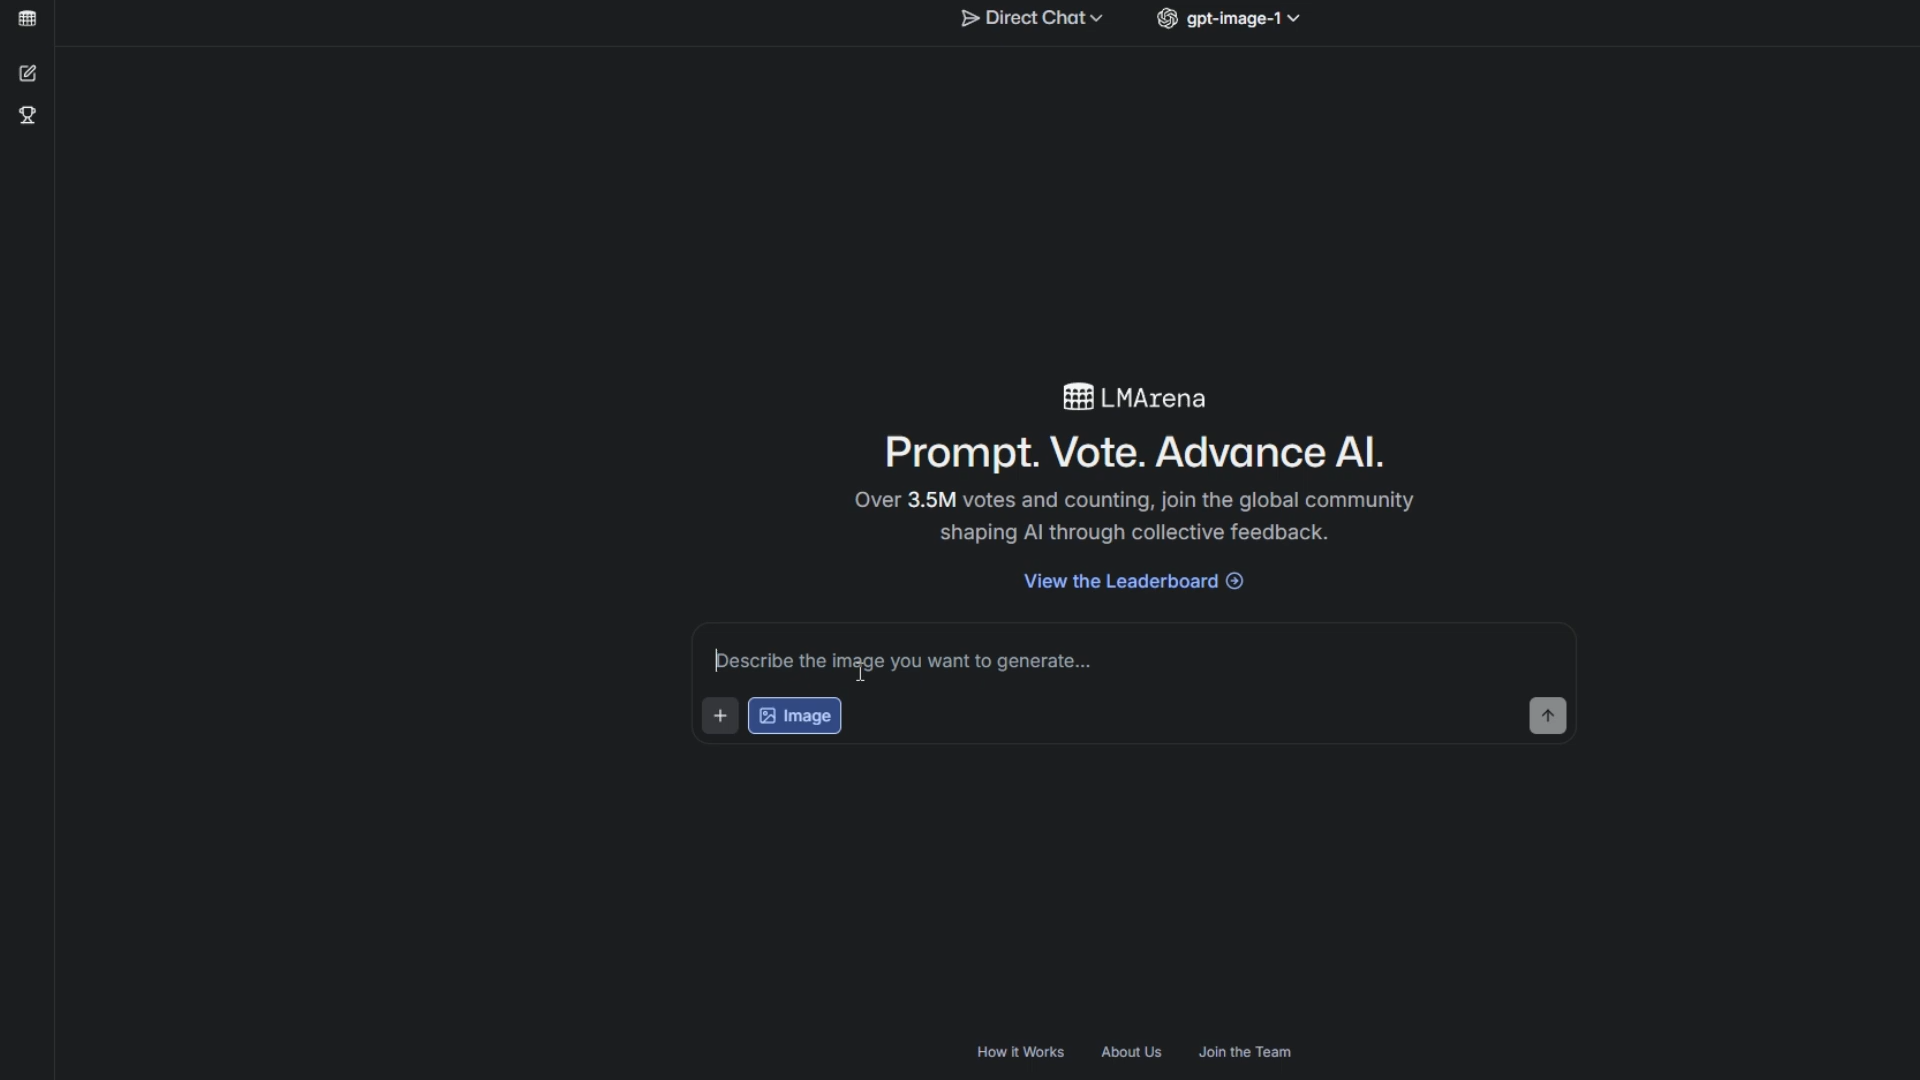 Direct Chat
gpt-image-1
LMArena
Prompt. Vote. Advance AI.
Over 3.5M votes and counting, join the global community
shaping AI through collective feedback.
View the Leaderboard
Describe the image you want to generate...
Image
How it Works
About Us
Join the Team